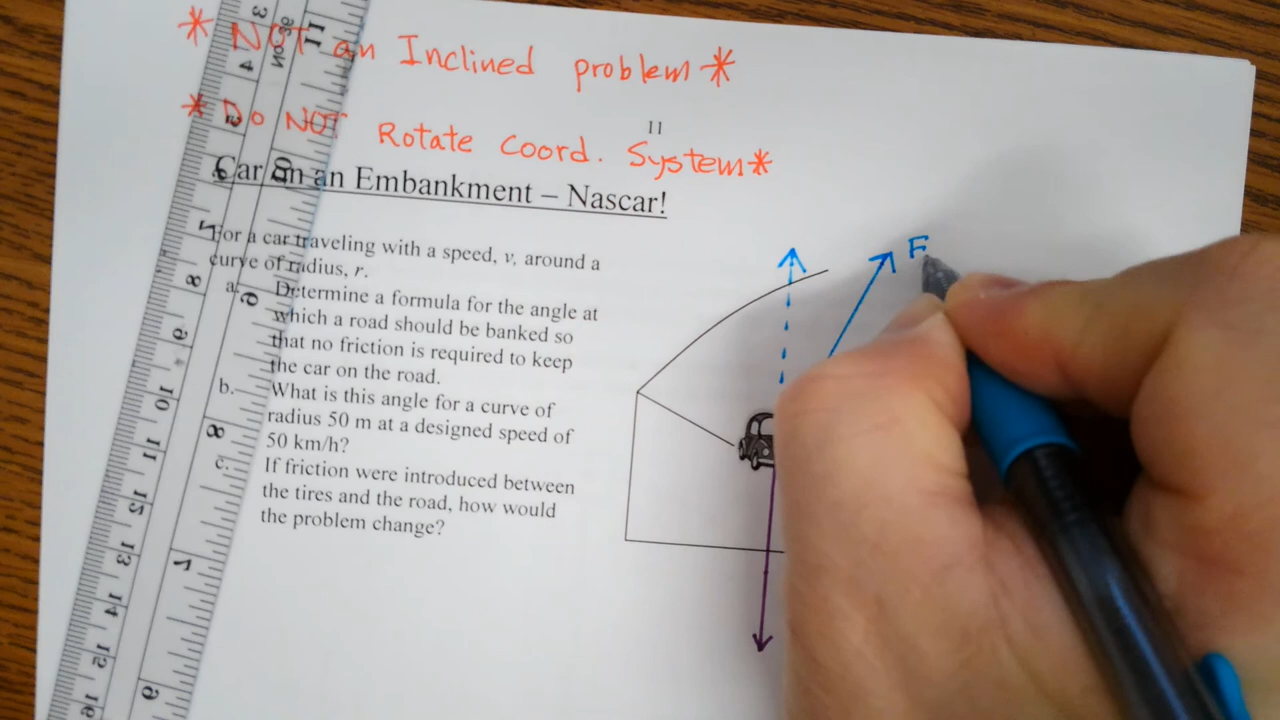 * NOT an Inclined problem *
11
* Do NOT Rotate Coord. System *
Car on an Embankment – Nascar!
For a car traveling with a speed, v, around a
curve of radius, r.
a. Determine a formula for the angle at
which a road should be banked so
that no friction is required to keep
the car on the road.
b. What is this angle for a curve of
radius 50 m at a designed speed of
50 km/h?
c. If friction were introduced between
the tires and the road, how would
the problem change?
F